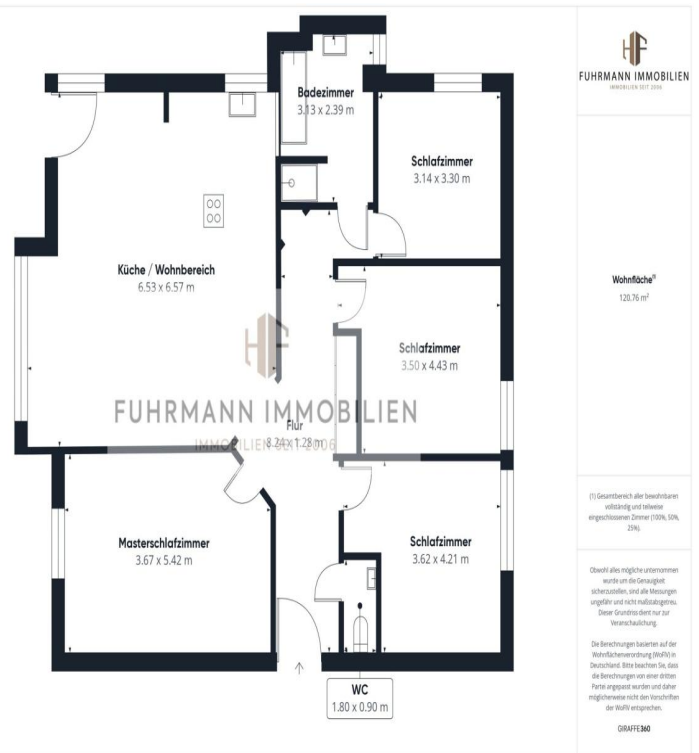 Badezimmer
3.13 x 2.39 m
Schlafzimmer
3.14 x 3.30 m
Küche / Wohnbereich
6.53 x 6.57 m
Schlafzimmer
3.50 x 4.43 m
FUHRMANN IMMOBILIEN
IMMOBILIEN SEIT 2006
Flur
8.24 x 1.28 m
Masterschlafzimmer
3.67 x 5.42 m
Schlafzimmer
3.62 x 4.21 m
WC
1.80 x 0.90 m
FUHRMANN IMMOBILIEN
IMMOBILIEN SEIT 2006
Wohnfläche⁽¹⁾
120.76 m²
(1) Gesamtbereich aller bewohnbaren
vollständig und teilweise
eingeschlossenen Zimmer (100%, 50%,
25%).
Obwohl alles mögliche unternommen
wurde um die Genauigkeit
sicherzustellen, sind alle Messungen
ungefähr und nicht maßstabsgetreu.
Dieser Grundriss dient nur zur
Veranschaulichung.
Die Berechnungen basierten auf der
Wohnflächenverordnung (WoFlV) in
Deutschland. Bitte beachten Sie, dass
die Berechnungen von einer dritten
Partei angepasst wurden und daher
möglicherweise nicht den Vorschriften
der WoFlV entsprechen.
GIRAFFE360